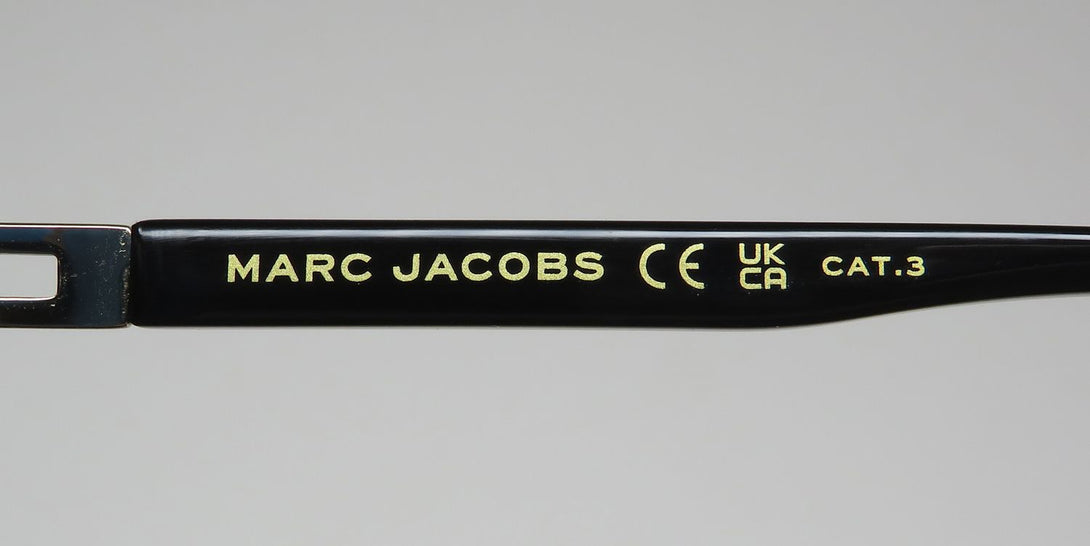 MARC JACOBS CE UK CA CAT.3